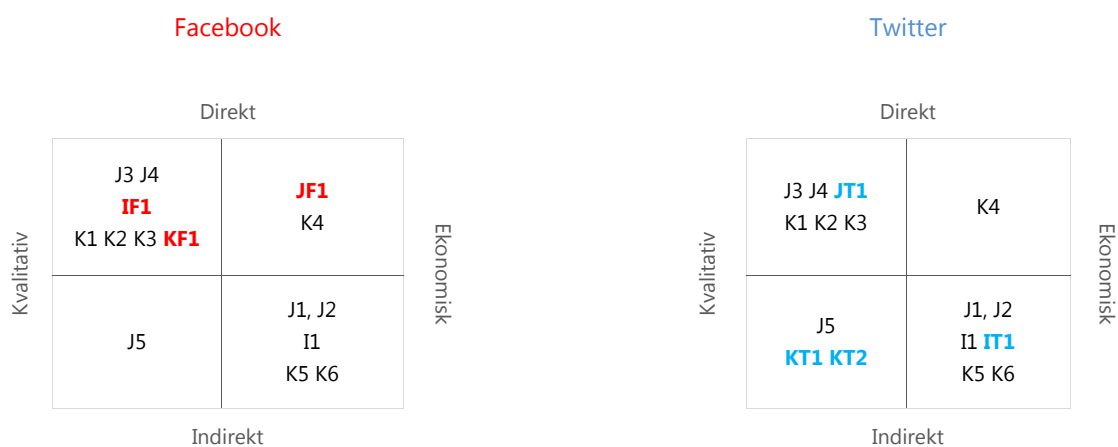 Facebook
Direkt
Kvalitativ
J3 J4
IF1
K1 K2 K3 KF1
JF1
K4
J5
J1, J2
I1
K5 K6
Ekonomisk
Indirekt
Twitter
Direkt
Kvalitativ
J3 J4 JT1
K1 K2 K3
K4
J5
KT1 KT2
J1, J2
I1 IT1
K5 K6
Ekonomisk
Indirekt